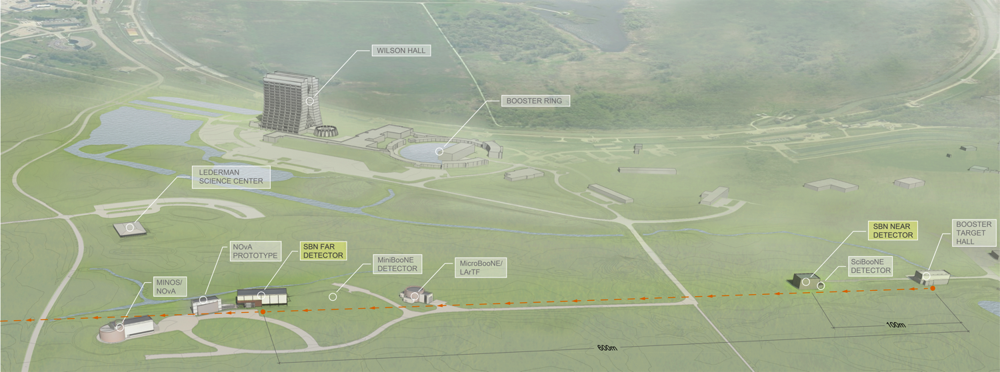 WILSON HALL
BOOSTER RING
LEDERMAN
SCIENCE CENTER
SBN NEAR
DETECTOR
BOOSTER
TARGET
HALL
NOvA
PROTOTYPE
SBN FAR
DETECTOR
MiniBooNE
DETECTOR
MicroBooNE/
LArTF
SciBooNE
DETECTOR
MINOS/
NOvA
100m
600m